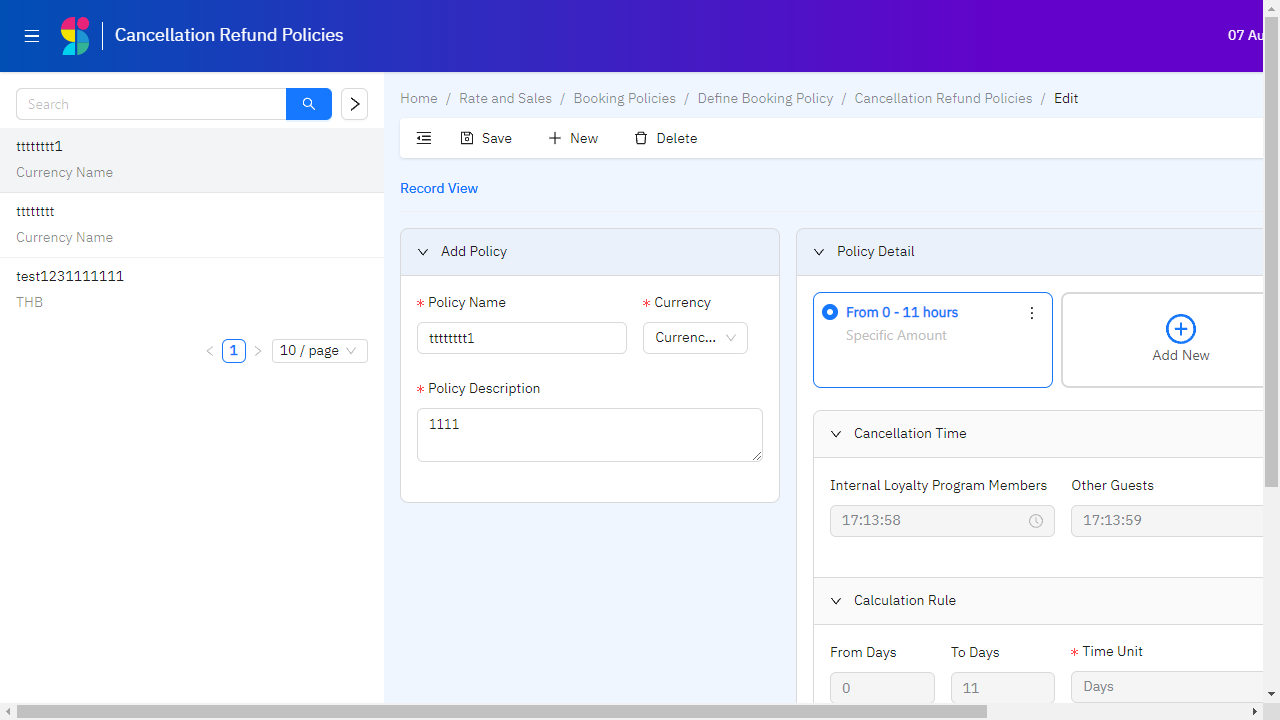 Cancellation Refund Policies
07 Au
Search
tttttttt1
Currency Name
tttttttt
Currency Name
test1231111111
THB
1
10 / page
Home / Rate and Sales / Booking Policies / Define Booking Policy / Cancellation Refund Policies / Edit
Save
New
Delete
Record View
Add Policy
* Policy Name
* Currency
tttttttt1
Currenc...
* Policy Description
1111
Policy Detail
From 0 - 11 hours
Specific Amount
Add New
Cancellation Time
Internal Loyalty Program Members
Other Guests
17:13:58
17:13:59
Calculation Rule
From Days
To Days
* Time Unit
0
11
Days